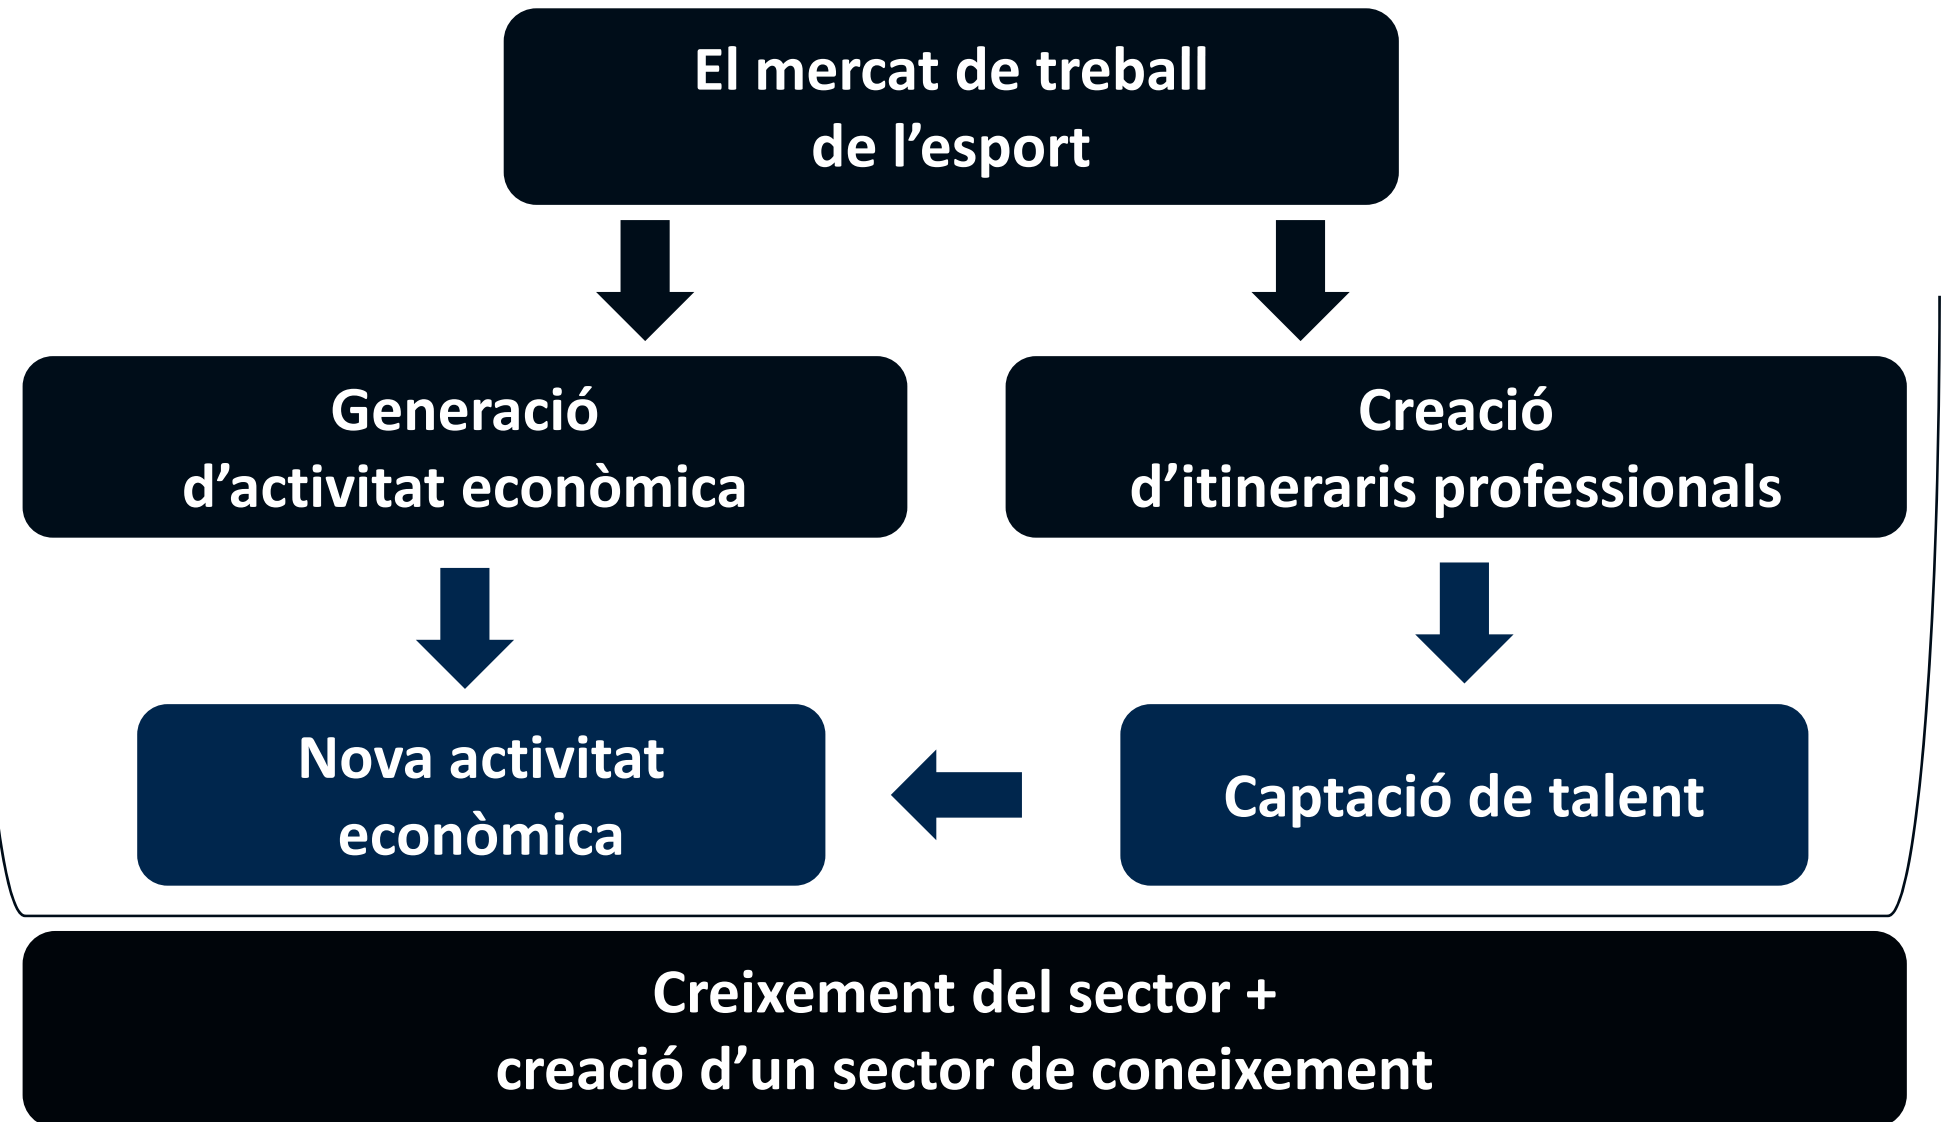 El mercat de treball
de l’esport
Generació
d’activitat econòmica
Creació
d’itineraris professionals
Nova activitat
econòmica
Captació de talent
Creixement del sector +
creació d’un sector de coneixement